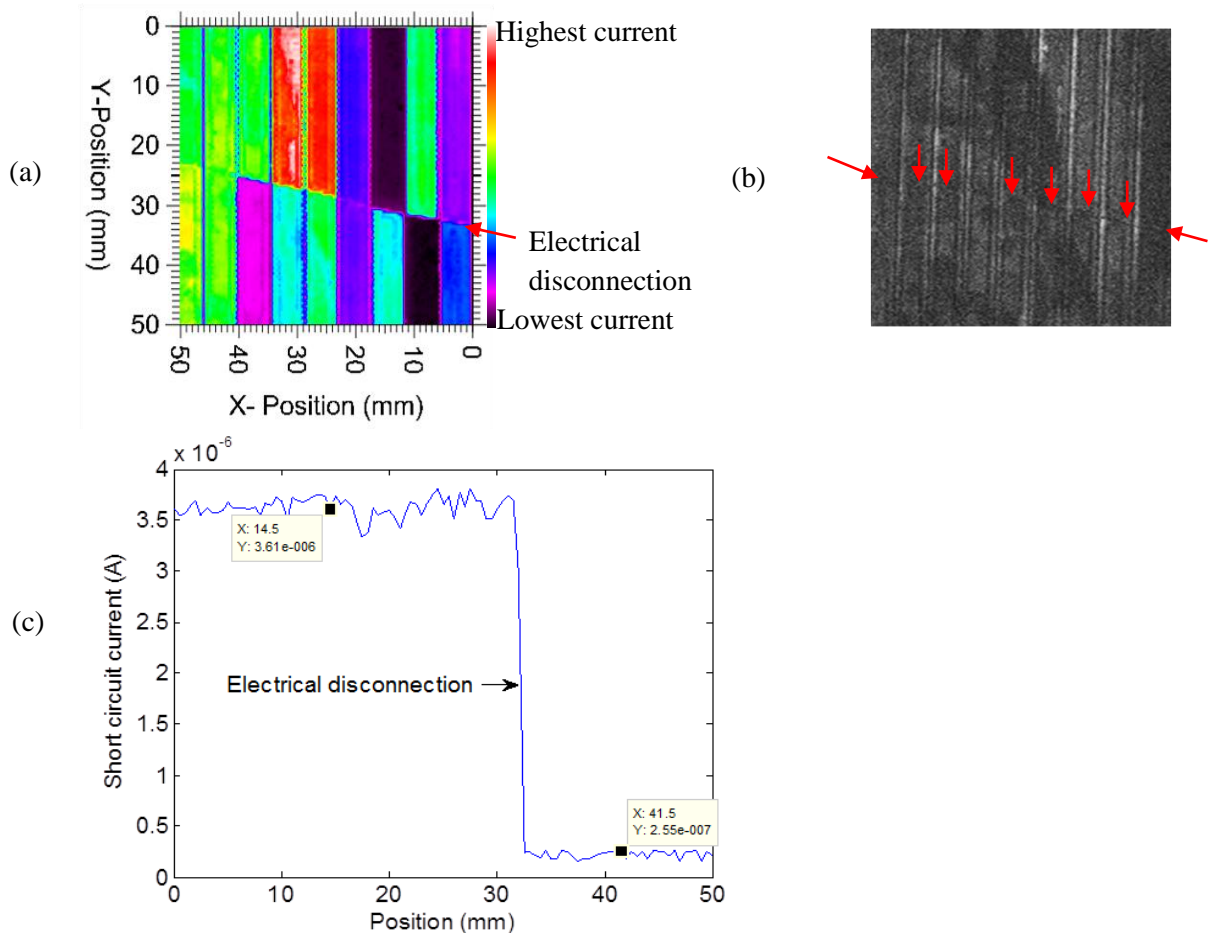 (a)
0
10
20
30
40
50
Y-Position (mm)
50
40
30
20
10
0
X- Position (mm)
Highest current
Electrical
disconnection
Lowest current
(b)
(c)
x 10-6
4
3.5
3
2.5
2
1.5
1
0.5
0
Short circuit current (A)
X: 14.5
Y: 3.61e-006
Electrical disconnection
X: 41.5
Y: 2.55e-007
0
10
20
30
40
50
Position (mm)